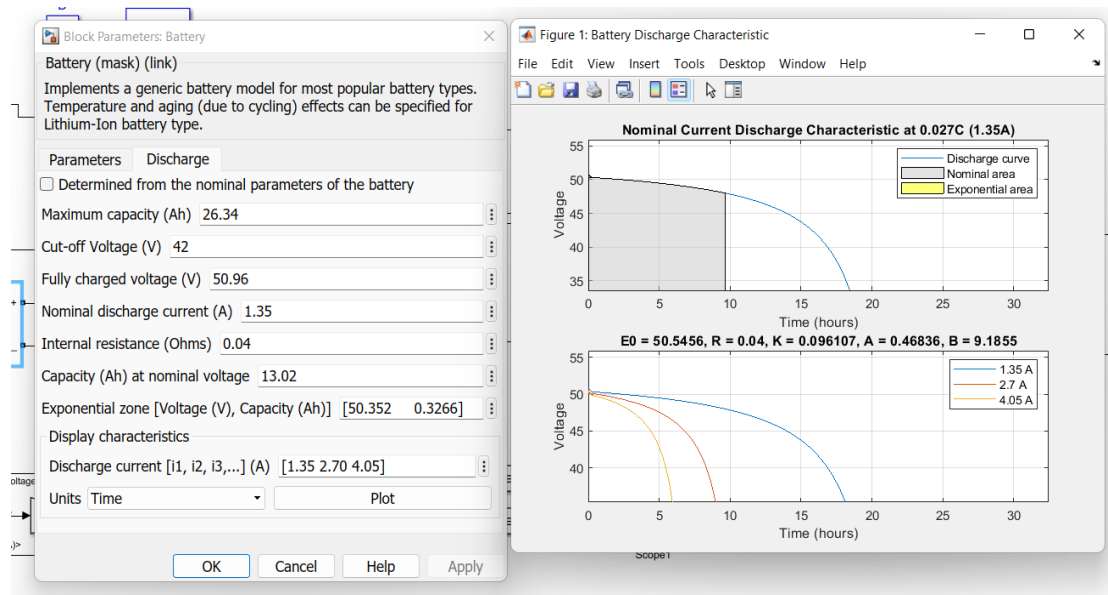 Block Parameters: Battery
Battery (mask) (link)
Implements a generic battery model for most popular battery types.
Temperature and aging (due to cycling) effects can be specified for
Lithium-Ion battery type.
Parameters Discharge
Determined from the nominal parameters of the battery
Maximum capacity (Ah) 26.34
Cut-off Voltage (V) 42
Fully charged voltage (V) 50.96
Nominal discharge current (A) 1.35
Internal resistance (Ohms) 0.04
Capacity (Ah) at nominal voltage 13.02
Exponential zone [Voltage (V), Capacity (Ah)] [50.352 0.3266]
Display characteristics
Discharge current [i1, i2, i3,...] (A) [1.35 2.70 4.05]
Units Time Plot
OK Cancel Help Apply
Figure 1: Battery Discharge Characteristic
File Edit View Insert Tools Desktop Window Help
Nominal Current Discharge Characteristic at 0.027C (1.35A)
55
50
45
40
35
Voltage
Discharge curve
Nominal area
Exponential area
0 5 10 15 20 25 30
Time (hours)
E0 = 50.5456, R = 0.04, K = 0.096107, A = 0.46836, B = 9.1855
55
50
45
40
Voltage
1.35 A
2.7 A
4.05 A
0 5 10 15 20 25 30
Time (hours)
Scope1